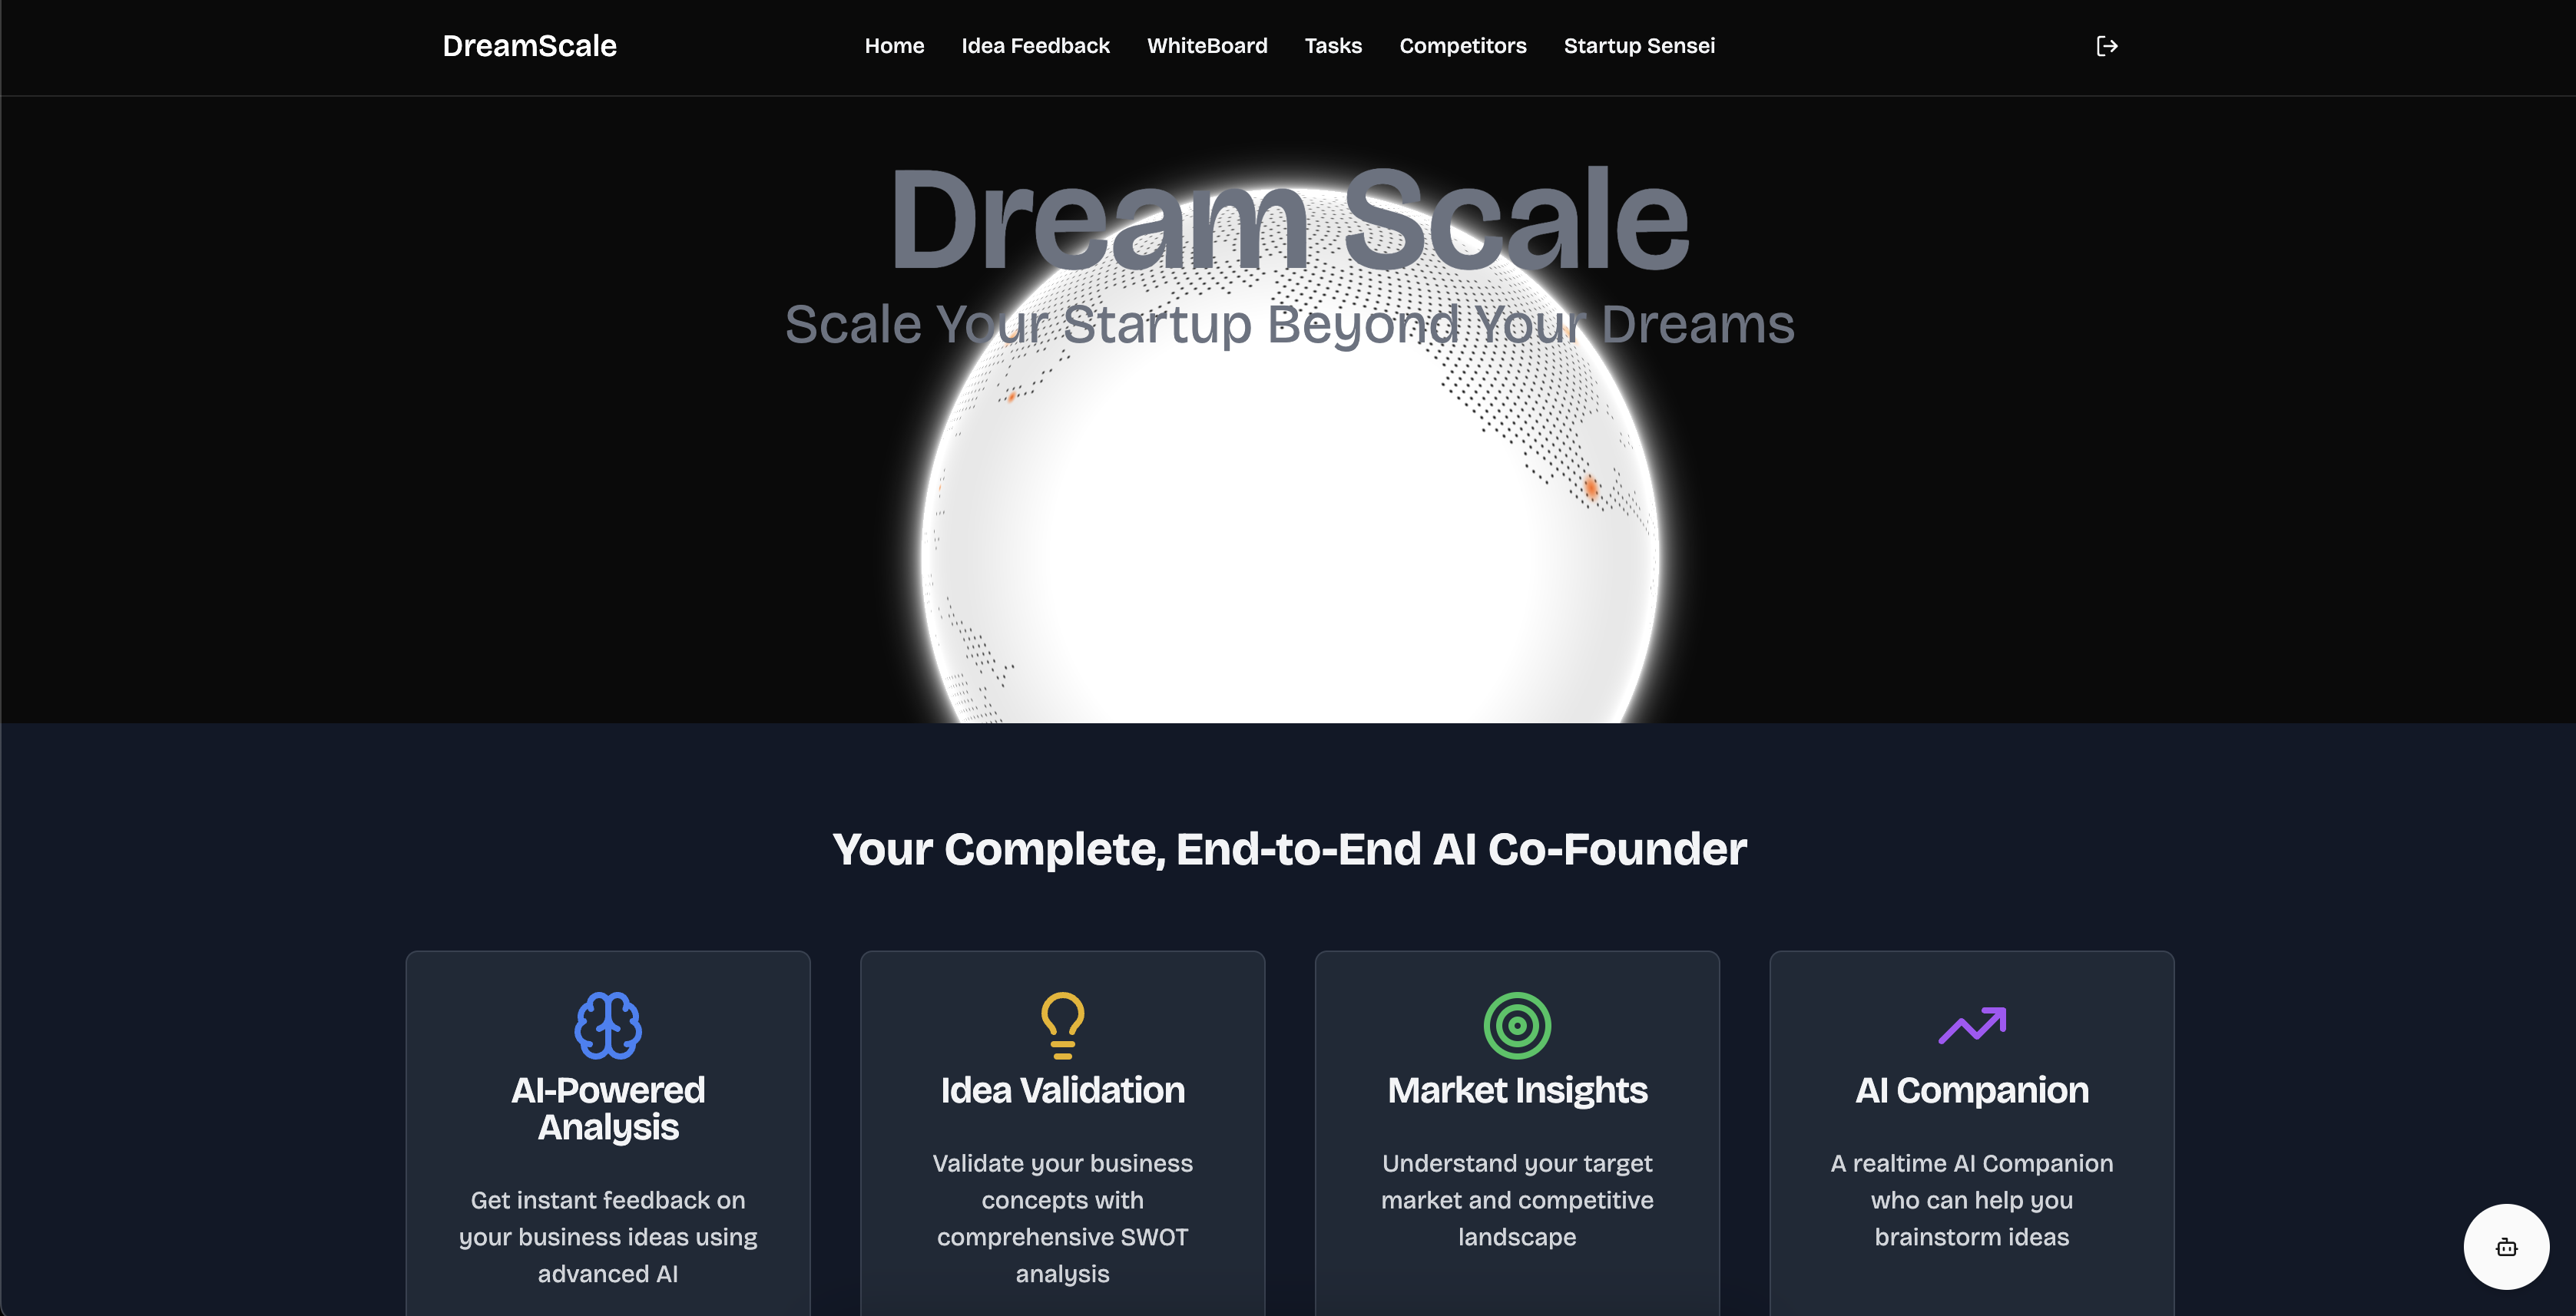 DreamScale
Home Idea Feedback WhiteBoard Tasks Competitors Startup Sensei
Dream Scale
Scale Your Startup Beyond Your Dreams
Your Complete, End-to-End AI Co-Founder
AI-Powered
Analysis
Get instant feedback on
your business ideas using
advanced AI
Idea Validation
Validate your business
concepts with
comprehensive SWOT
analysis
Market Insights
Understand your target
market and competitive
landscape
AI Companion
A realtime AI Companion
who can help you
brainstorm ideas